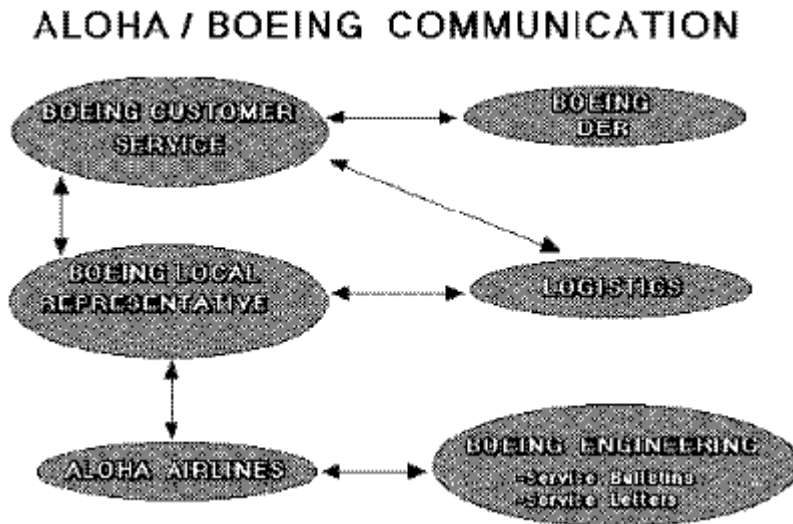 ALOHA / BOEING COMMUNICATION
BOEING CUSTOMER
SERVICE
BOEING
DER
BOEING LOCAL
REPRESENTATIVE
LOGISTICS
ALOHA AIRLINES
BOEING ENGINEERING
-Service Bulletins
-Service Letters